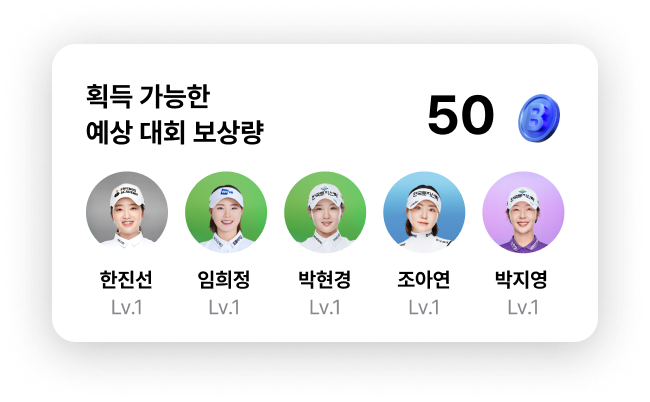 획득 가능한
예상 대회 보상량
50
B
한진선 임희정 박현경 조아연 박지영
Lv.1 Lv.1 Lv.1 Lv.1 Lv.1